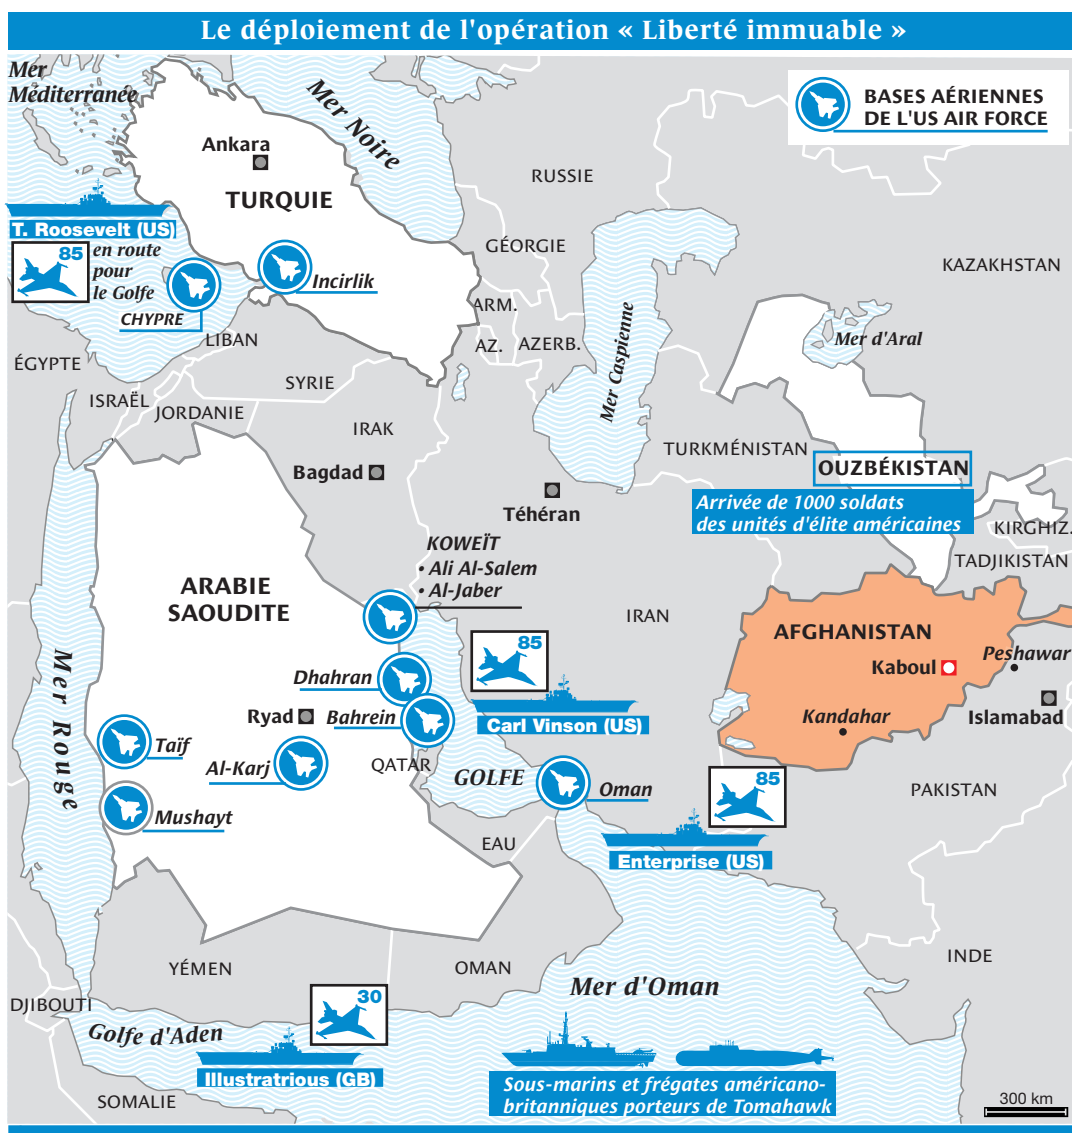 Le déploiement de l'opération « Liberté immuable »
Mer
Méditerranée
Mer Noire
BASES AÉRIENNES
DE L'US AIR FORCE
Ankara
TURQUIE
RUSSIE
T. Roosevelt (US)
85
en route
pour
le Golfe
CHYPRE
Incirlik
GÉORGIE
KAZAKHSTAN
ARM.
AZ.
AZERB.
Mer Caspienne
Mer d'Aral
LIBAN
ÉGYPTE
SYRIE
ISRAËL
JORDANIE
IRAK
TURKMÉNISTAN
OUZBÉKISTAN
Bagdad
Téhéran
Arrivée de 1000 soldats
des unités d'élite américaines
KIRGHIZ.
TADJIKISTAN
KOWEÏT
• Ali Al-Salem
• Al-Jaber
ARABIE
SAOUDITE
IRAN
AFGHANISTAN
Kaboul
Peshawar
85
Mer Rouge
Dhahran
Ryad
Bahrein
Carl Vinson (US)
Kandahar
Islamabad
Taïf
Al-Karj
QATAR
GOLFE
Oman
85
PAKISTAN
Mushayt
EAU
Enterprise (US)
YÉMEN
OMAN
INDE
Mer d'Oman
DJIBOUTI
30
Golfe d'Aden
Illustratrious (GB)
Sous-marins et frégates américano-
britanniques porteurs de Tomahawk
SOMALIE
300 km